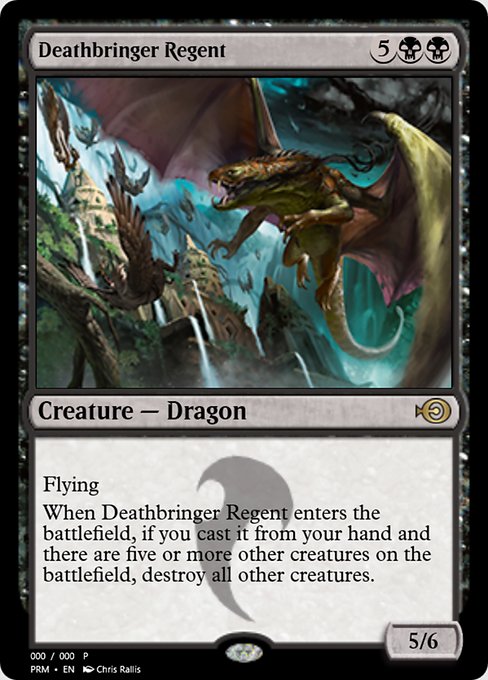 Deathbringer Regent 5
Creature — Dragon
Flying
When Deathbringer Regent enters the
battlefield, if you cast it from your hand and
there are five or more other creatures on the
battlefield, destroy all other creatures.
5/6
000 / 000 P
PRM • EN Chris Rallis